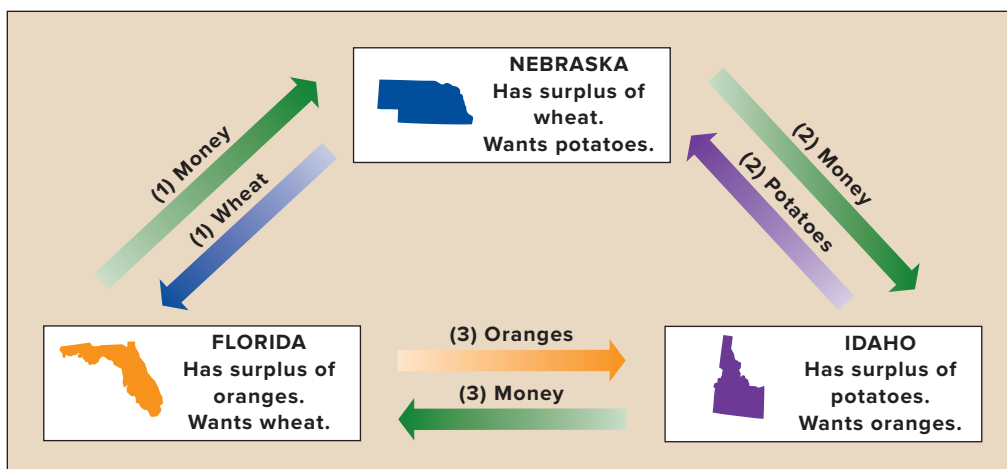 NEBRASKA
Has surplus of
wheat.
Wants potatoes.
(1) Money
(1) Wheat
(2) Money
(2) Potatoes
FLORIDA
Has surplus of
oranges.
Wants wheat.
(3) Oranges
(3) Money
IDAHO
Has surplus of
potatoes.
Wants oranges.